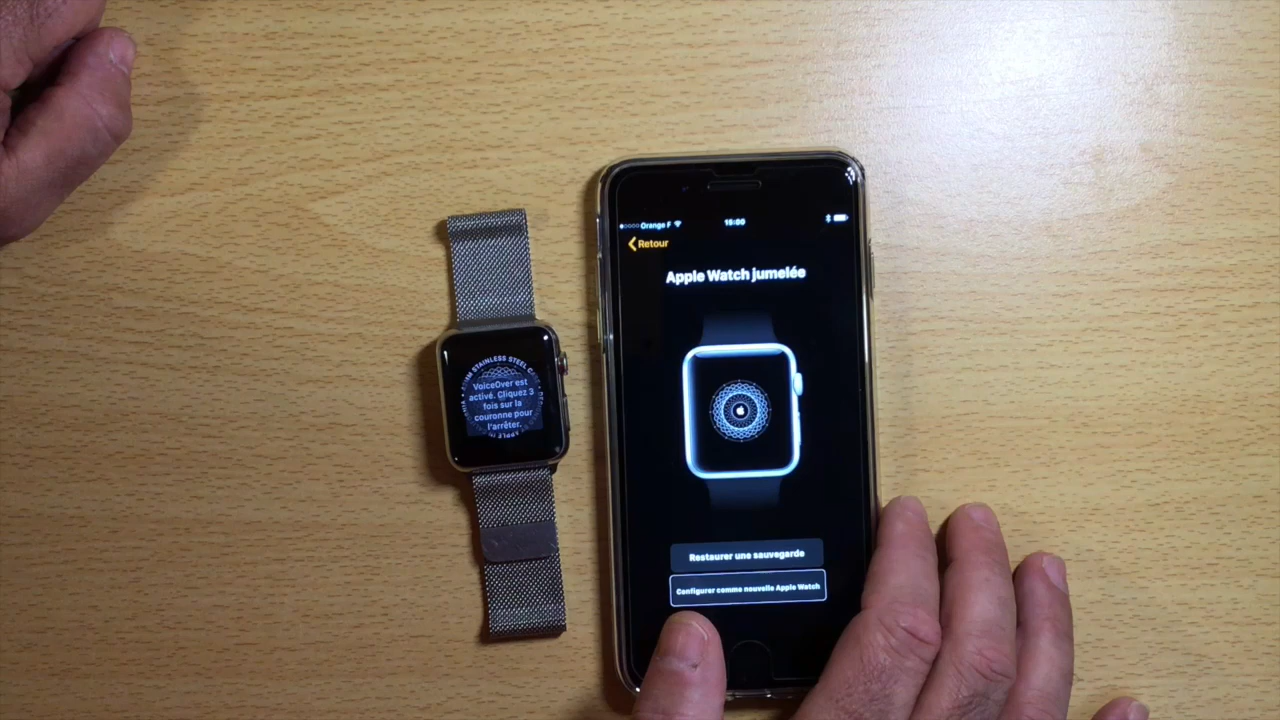 Orange F
15:00
Retour
Apple Watch jumelée
STAINLESS STEEL
VoiceOver est
activé. Cliquez 3
fois sur la
couronne pour
l'arrêter.
Restaurer une sauvegarde
Configurer comme nouvelle Apple Watch